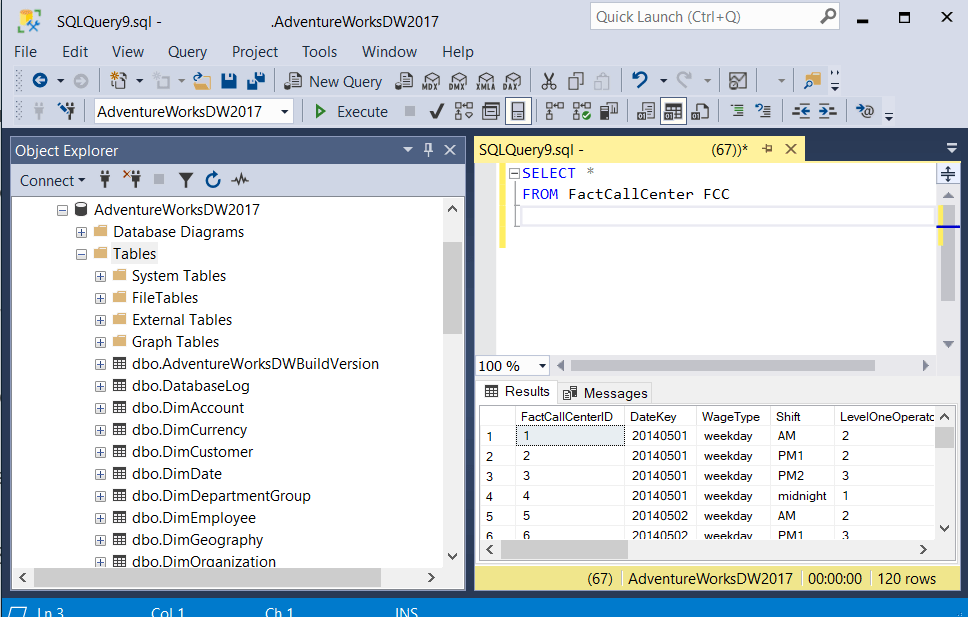 SQLQuery9.sql - .AdventureWorksDW2017
Quick Launch (Ctrl+Q)
File Edit View Query Project Tools Window Help
New Query MDX DMX XMLA DAX
AdventureWorksDW2017 Execute
Object Explorer
Connect
AdventureWorksDW2017
Database Diagrams
Tables
System Tables
FileTables
External Tables
Graph Tables
dbo.AdventureWorksDWBuildVersion
dbo.DatabaseLog
dbo.DimAccount
dbo.DimCurrency
dbo.DimCustomer
dbo.DimDate
dbo.DimDepartmentGroup
dbo.DimEmployee
dbo.DimGeography
dbo.DimOrganization
SQLQuery9.sql - (67))*
SELECT *
FROM FactCallCenter FCC
100 %
Results Messages
FactCallCenterID DateKey WageType Shift LevelOneOperato
1 1 20140501 weekday AM 2
2 2 20140501 weekday PM1 2
3 3 20140501 weekday PM2 3
4 4 20140501 weekday midnight 1
5 5 20140502 weekday AM 2
6 6 20140502 weekday PM1 3
(67) AdventureWorksDW2017 00:00:00 120 rows
Ln 3 Col 1 Ch 1 INS